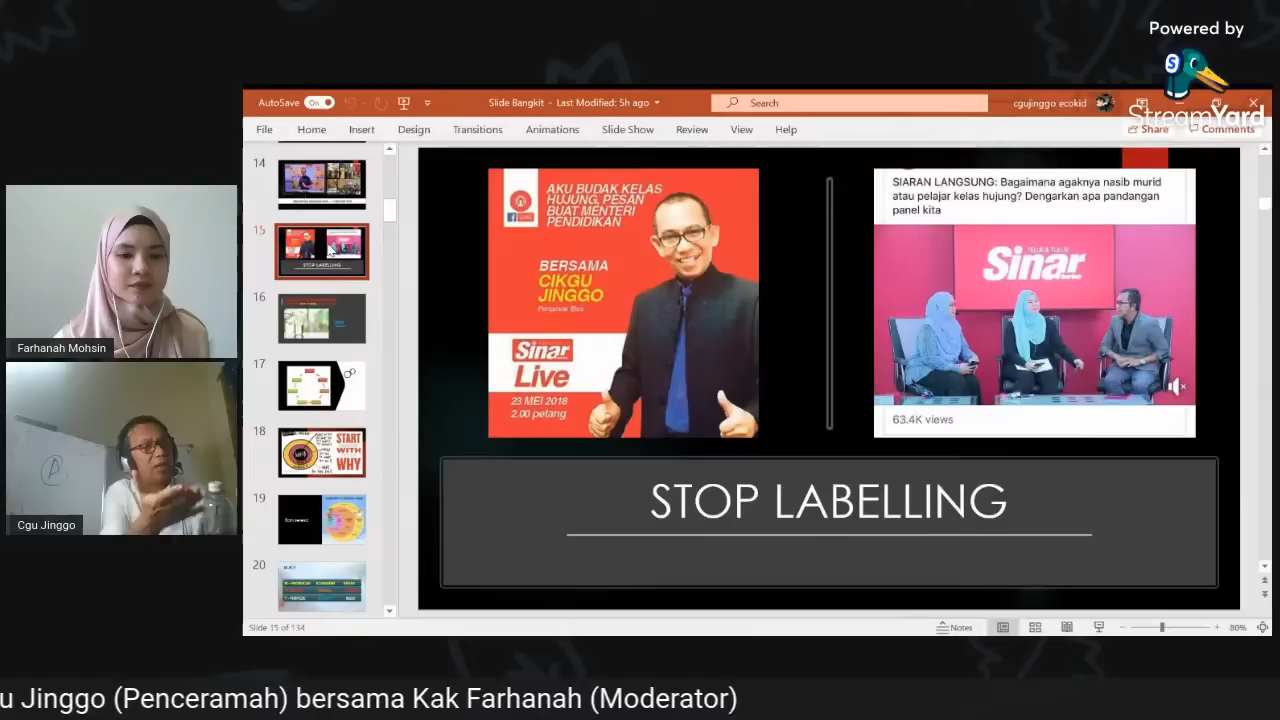 Powered by
StreamYard
AutoSave On
Slide Bangkit - Last Modified: 5h ago
Search
cgujinggo ecokid
File Home Insert Design Transitions Animations Slide Show Review View Help
Share
Comments
14
15
STOP LABELLING
16
17
18
START
WITH
WHY
19
20
AKU BUDAK KELAS
HUJUNG, PESAN
BUAT MENTERI
PENDIDIKAN
BERSAMA
CIKGU
JINGGO
Sinar
Live
23 MEI 2018
2.00 petang
SIARAN LANGSUNG: Bagaimana agaknya nasib murid
atau pelajar kelas hujung? Dengarkan apa pandangan
panel kita
Sinar
63.4K views
STOP LABELLING
Farhanah Mohsin
Cgu Jinggo
Slide 15 of 134
Notes
80%
u Jinggo (Penceramah) bersama Kak Farhanah (Moderator)